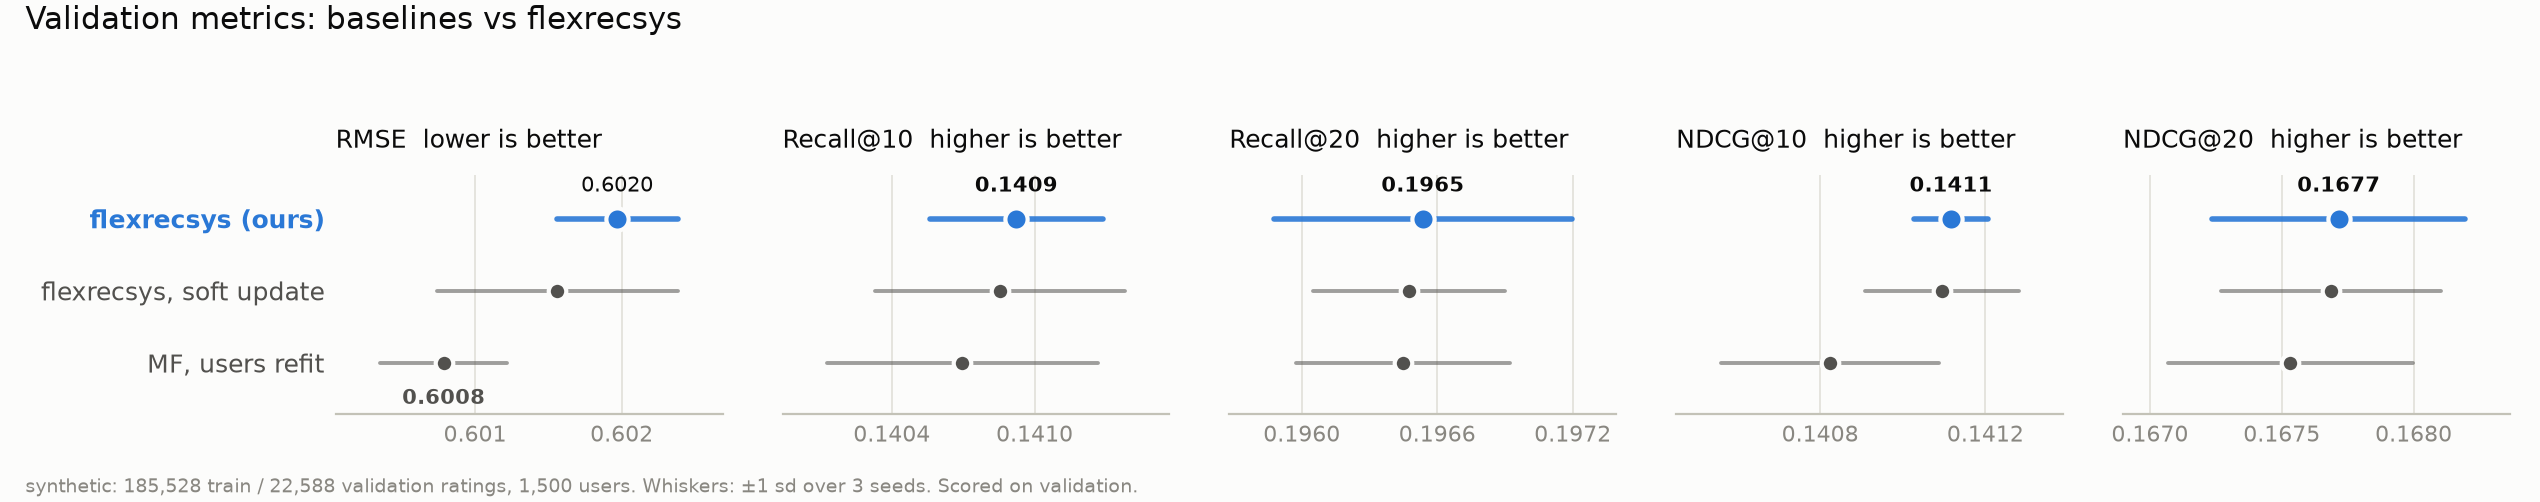 Validation metrics: baselines vs flexrecsys
RMSE  lower is better
Recall@10  higher is better
Recall@20  higher is better
NDCG@10  higher is better
NDCG@20  higher is better
0.6020
0.1409
0.1965
0.1411
0.1677
flexrecsys (ours)
flexrecsys, soft update
MF, users refit
0.6008
0.601
0.602
0.1404
0.1410
0.1960
0.1966
0.1972
0.1408
0.1412
0.1670
0.1675
0.1680
synthetic: 185,528 train / 22,588 validation ratings, 1,500 users. Whiskers: ±1 sd over 3 seeds. Scored on validation.